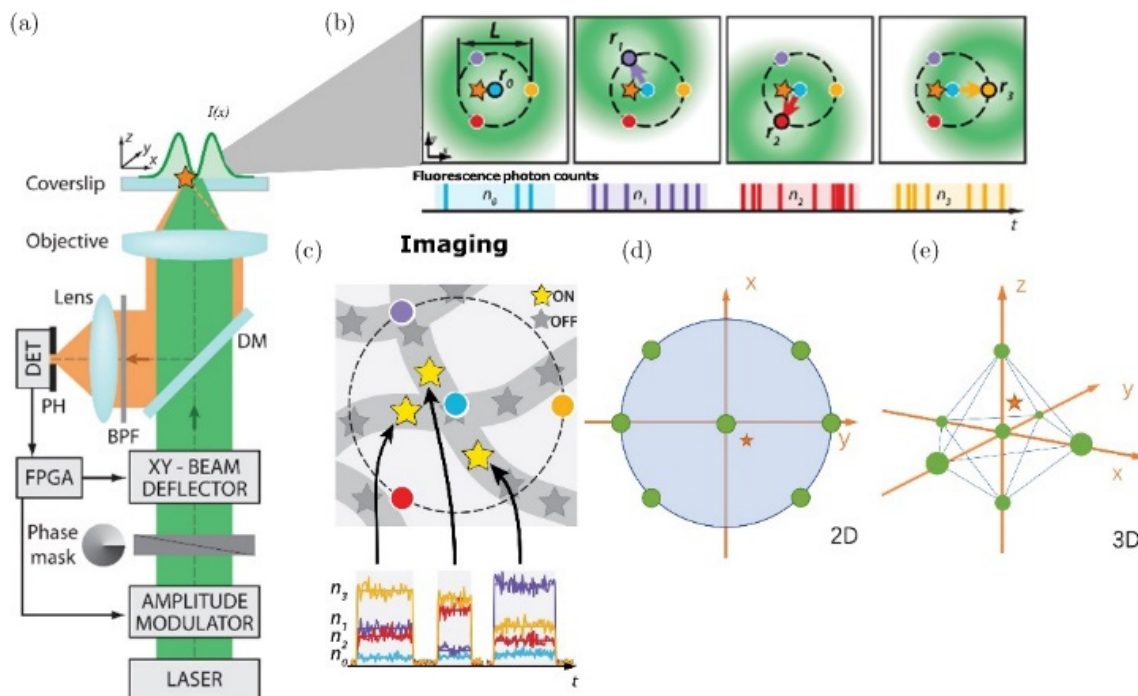 (a)
I(x)
z
y
x
Coverslip
Objective
Lens
DET
PH
BPF
DM
FPGA
XY - BEAM
DEFLECTOR
Phase
mask
AMPLITUDE
MODULATOR
LASER
(b)
L
r0
r1
r2
r3
y
x
Fluorescence photon counts
n0
n1
n2
n3
t
Imaging
(c)
ON
OFF
n3
n1
n2
n0
t
(d)
x
y
2D
(e)
z
y
x
3D